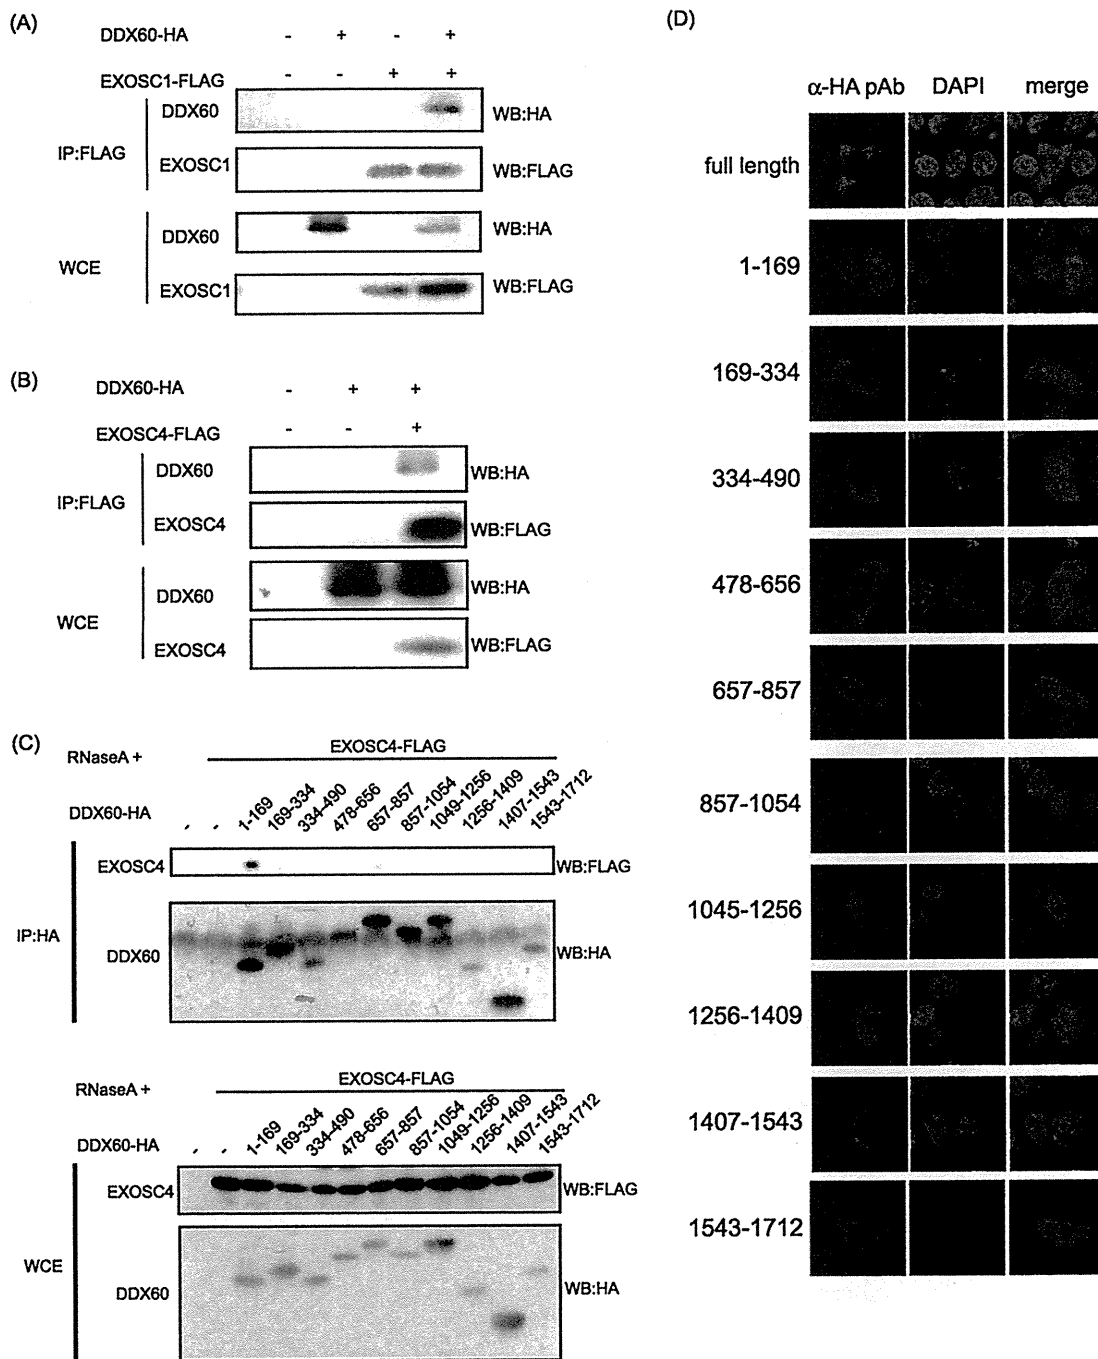 (A)
DDX60-HA - + - +
EXOSC1-FLAG - - + +
IP:FLAG
DDX60 WB:HA
EXOSC1 WB:FLAG
WCE
DDX60 WB:HA
EXOSC1 WB:FLAG
(B)
DDX60-HA - + +
EXOSC4-FLAG - - +
IP:FLAG
DDX60 WB:HA
EXOSC4 WB:FLAG
WCE
DDX60 WB:HA
EXOSC4 WB:FLAG
(C)
RNaseA + EXOSC4-FLAG
DDX60-HA - - 1-169 169-334 334-490 478-656 657-857 857-1054 1049-1256 1256-1409 1407-1543 1543-1712
IP:HA
EXOSC4 WB:FLAG
DDX60 WB:HA
RNaseA + EXOSC4-FLAG
DDX60-HA - - 1-169 169-334 334-490 478-656 657-857 857-1054 1049-1256 1256-1409 1407-1543 1543-1712
WCE
EXOSC4 WB:FLAG
DDX60 WB:HA
(D)
α-HA pAb DAPI merge
full length
1-169
169-334
334-490
478-656
657-857
857-1054
1045-1256
1256-1409
1407-1543
1543-1712